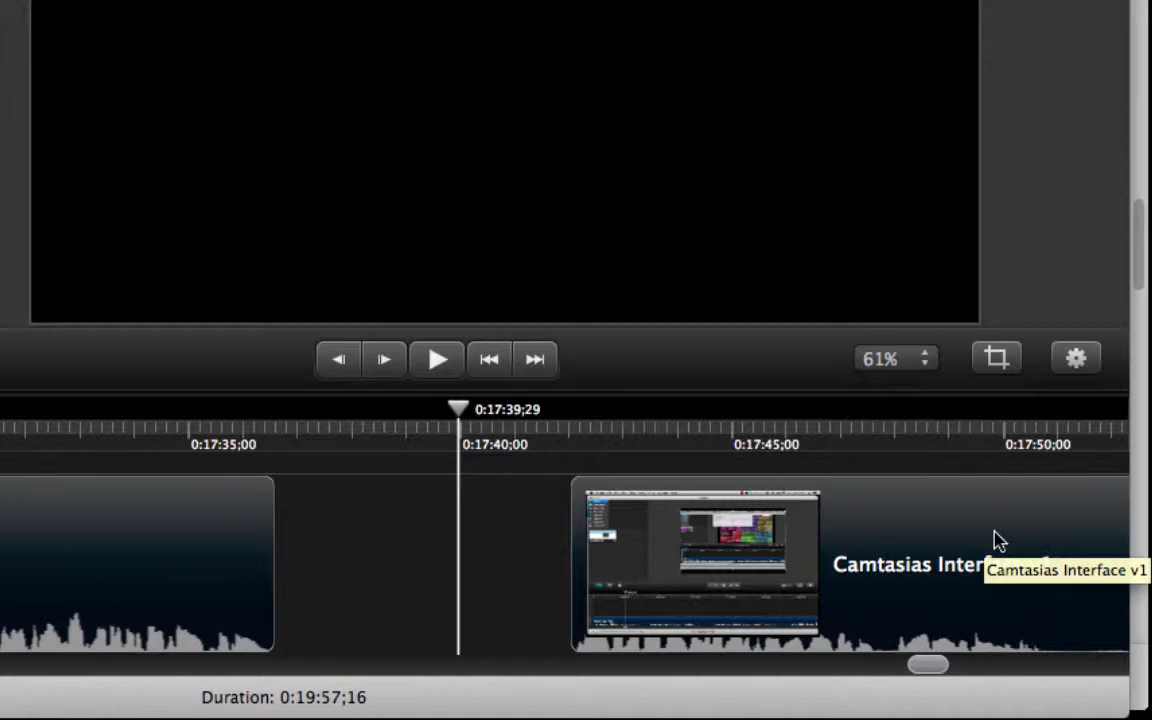 61%
0:17:39;29
0:17:35;00
0:17:40;00
0:17:45;00
0:17:50;00
Camtasias Inter
Camtasias Interface v1
Duration: 0:19:57;16